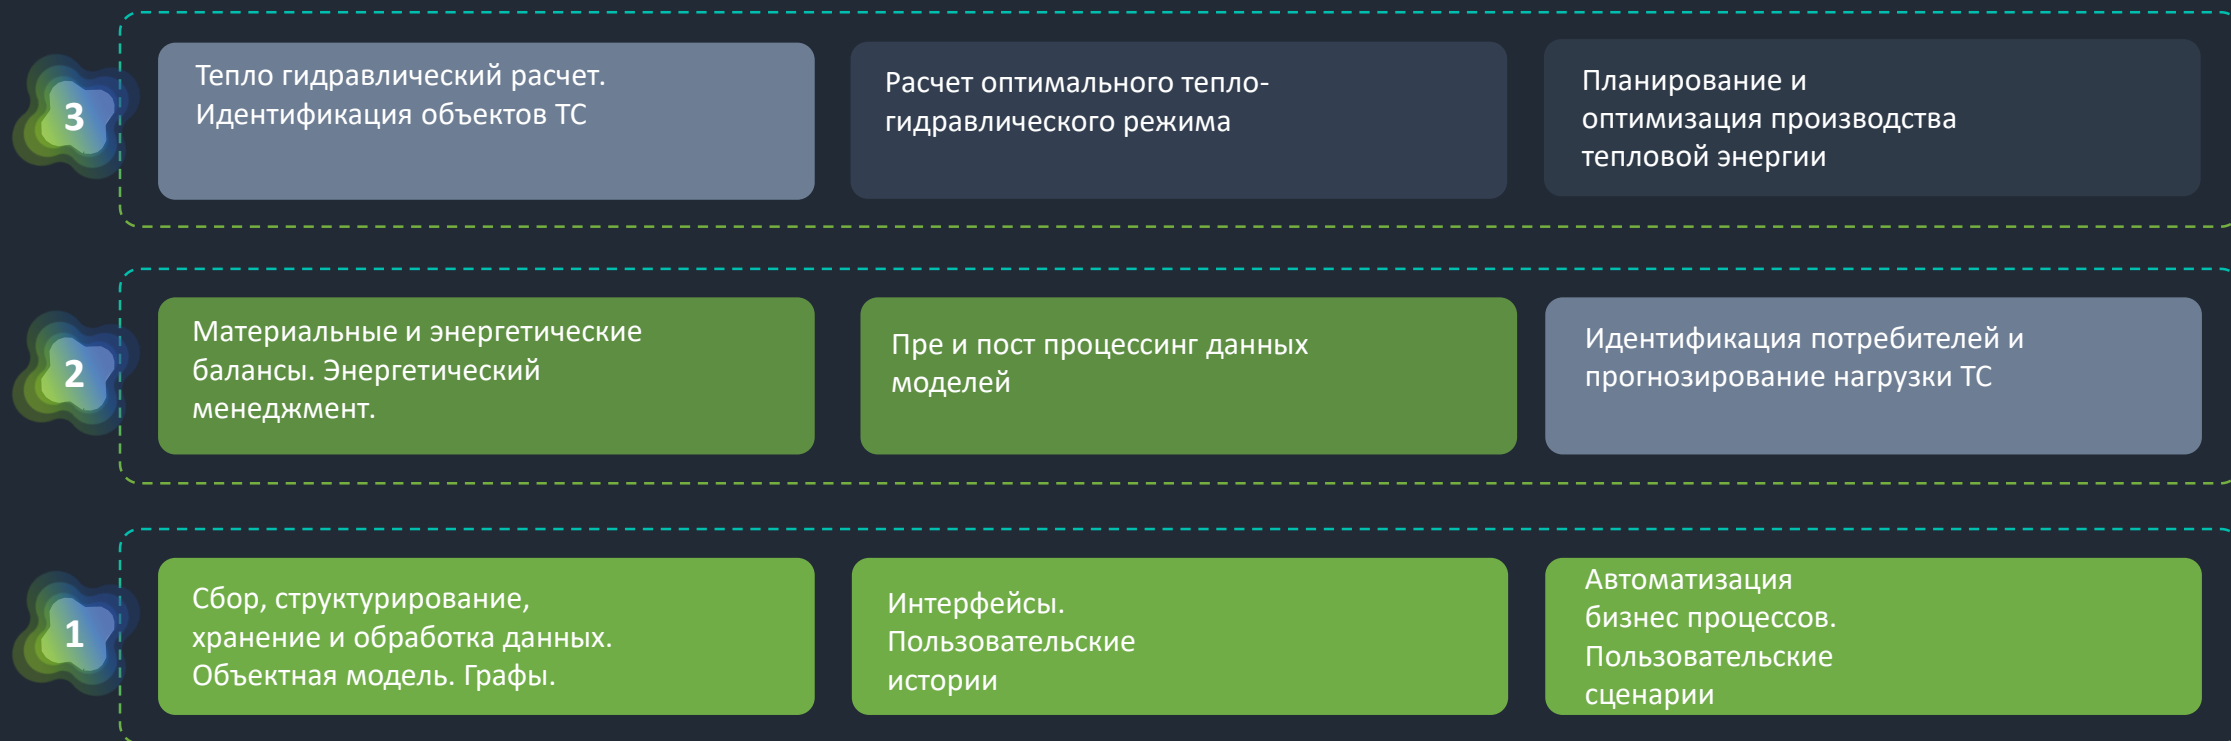 3
Тепло гидравлический расчет.
Идентификация объектов ТС
Расчет оптимального тепло-
гидравлического режима
Планирование и
оптимизация производства
тепловой энергии
2
Материальные и энергетические
балансы. Энергетический
менеджмент.
Пре и пост процессинг данных
моделей
Идентификация потребителей и
прогнозирование нагрузки ТС
1
Сбор, структурирование,
хранение и обработка данных.
Объектная модель. Графы.
Интерфейсы.
Пользовательские
истории
Автоматизация
бизнес процессов.
Пользовательские
сценарии